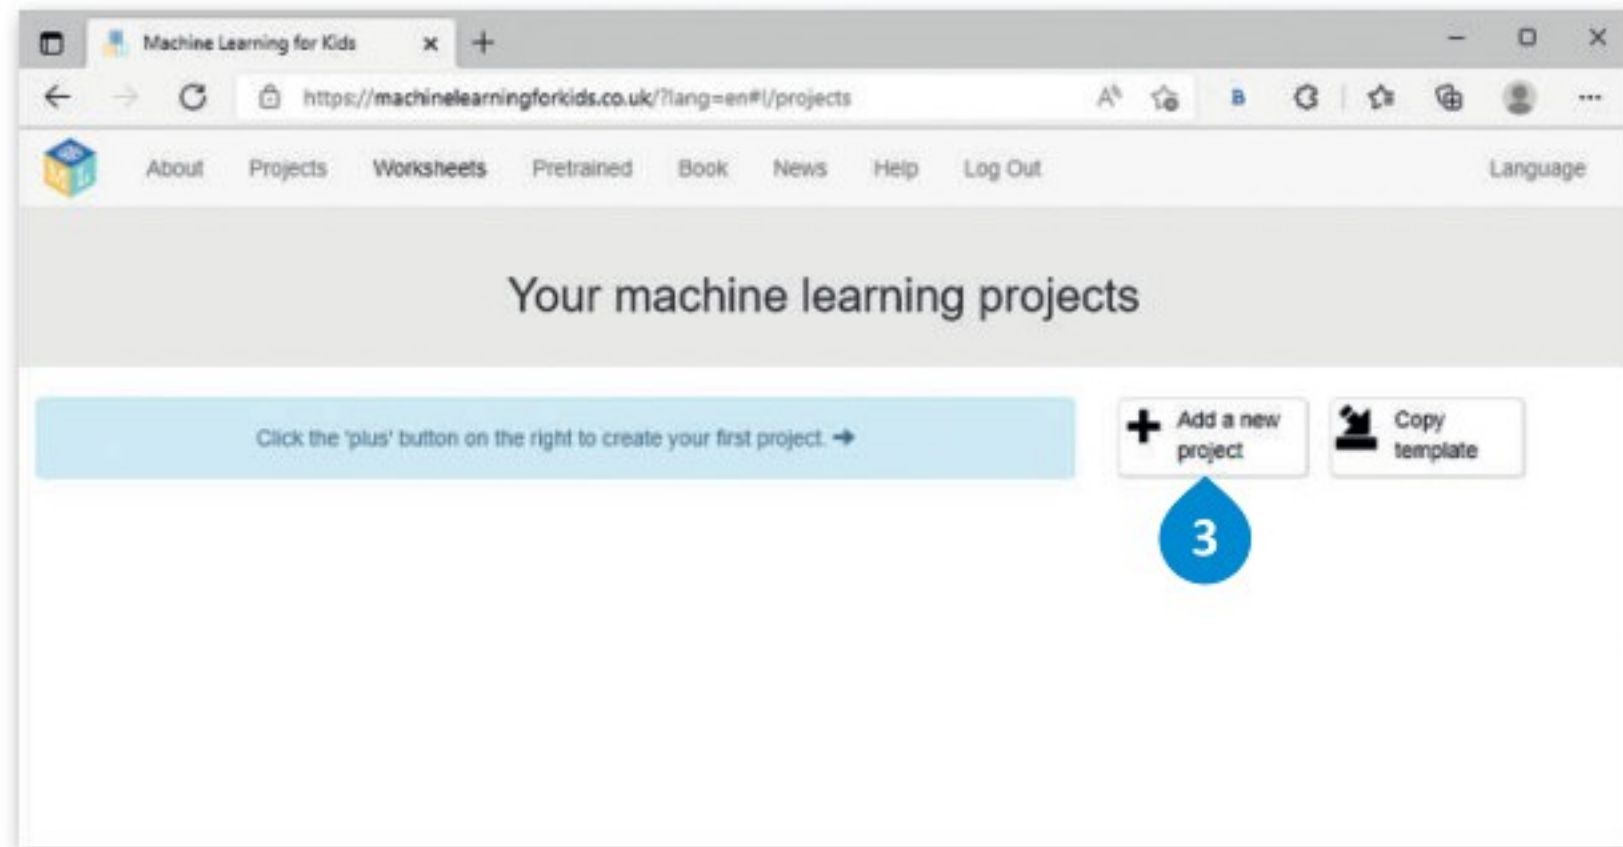 Machine Learning for Kids
https://machinelearningforkids.co.uk/?lang=en#!/projects
About Projects Worksheets Pretrained Book News Help Log Out Language
Your machine learning projects
Click the 'plus' button on the right to create your first project. ➔
Add a new
project
Copy
template
3